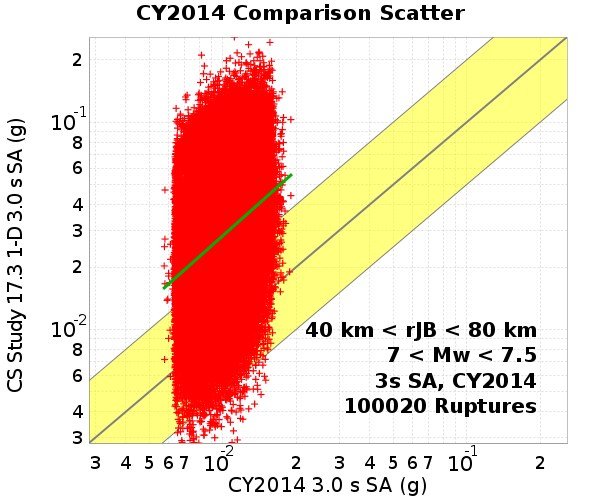 CY2014 Comparison Scatter
CS Study 17.3 1-D 3.0 s SA (g)
2
10-1
8
6
4
3
2
10-2
8
6
4
3
40 km < rJB < 80 km
7 < Mw < 7.5
3s SA, CY2014
100020 Ruptures
3 4 5 6 7 10-2 2 3 4 5 6 7 10-1 2
CY2014 3.0 s SA (g)